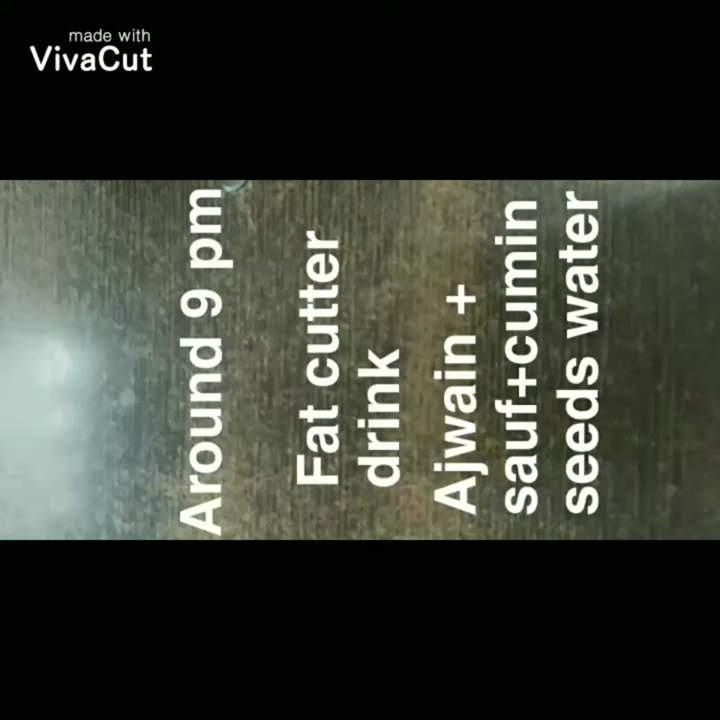 made with
VivaCut
Around 9 pm
Fat cutter
drink
Ajwain +
sauf+cumin
seeds water